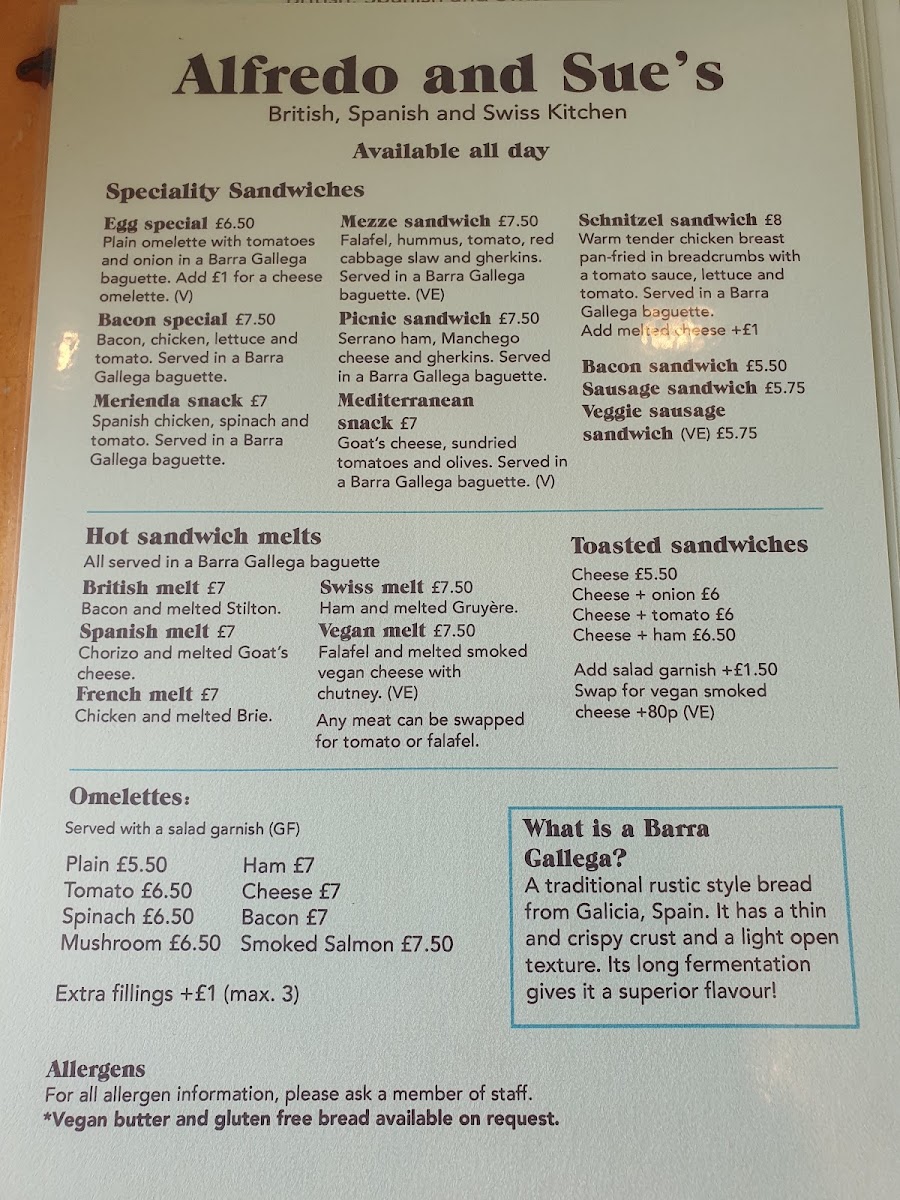 Alfredo and Sue's
British, Spanish and Swiss Kitchen
Available all day
Speciality Sandwiches
Egg special £6.50
Plain omelette with tomatoes
and onion in a Barra Gallega
baguette. Add £1 for a cheese
omelette. (V)
Bacon special £7.50
Bacon, chicken, lettuce and
tomato. Served in a Barra
Gallega baguette.
Merienda snack £7
Spanish chicken, spinach and
tomato. Served in a Barra
Gallega baguette.
Mezze sandwich £7.50
Falafel, hummus, tomato, red
cabbage slaw and gherkins.
Served in a Barra Gallega
baguette. (VE)
Picnic sandwich £7.50
Serrano ham, Manchego
cheese and gherkins. Served
in a Barra Gallega baguette.
Mediterranean
snack £7
Goat's cheese, sundried
tomatoes and olives. Served in
a Barra Gallega baguette. (V)
Schnitzel sandwich £8
Warm tender chicken breast
pan-fried in breadcrumbs with
a tomato sauce, lettuce and
tomato. Served in a Barra
Gallega baguette.
Add melted cheese +£1
Bacon sandwich £5.50
Sausage sandwich £5.75
Veggie sausage
sandwich (VE) £5.75
Hot sandwich melts
All served in a Barra Gallega baguette
British melt £7
Bacon and melted Stilton.
Spanish melt £7
Chorizo and melted Goat's
cheese.
French melt £7
Chicken and melted Brie.
Swiss melt £7.50
Ham and melted Gruyère.
Vegan melt £7.50
Falafel and melted smoked
vegan cheese with
chutney. (VE)
Any meat can be swapped
for tomato or falafel.
Toasted sandwiches
Cheese £5.50
Cheese + onion £6
Cheese + tomato £6
Cheese + ham £6.50
Add salad garnish +£1.50
Swap for vegan smoked
cheese +80p (VE)
Omelettes:
Served with a salad garnish (GF)
Plain £5.50
Tomato £6.50
Spinach £6.50
Mushroom £6.50
Ham £7
Cheese £7
Bacon £7
Smoked Salmon £7.50
Extra fillings +£1 (max. 3)
What is a Barra
Gallega?
A traditional rustic style bread
from Galicia, Spain. It has a thin
and crispy crust and a light open
texture. Its long fermentation
gives it a superior flavour!
Allergens
For all allergen information, please ask a member of staff.
*Vegan butter and gluten free bread available on request.